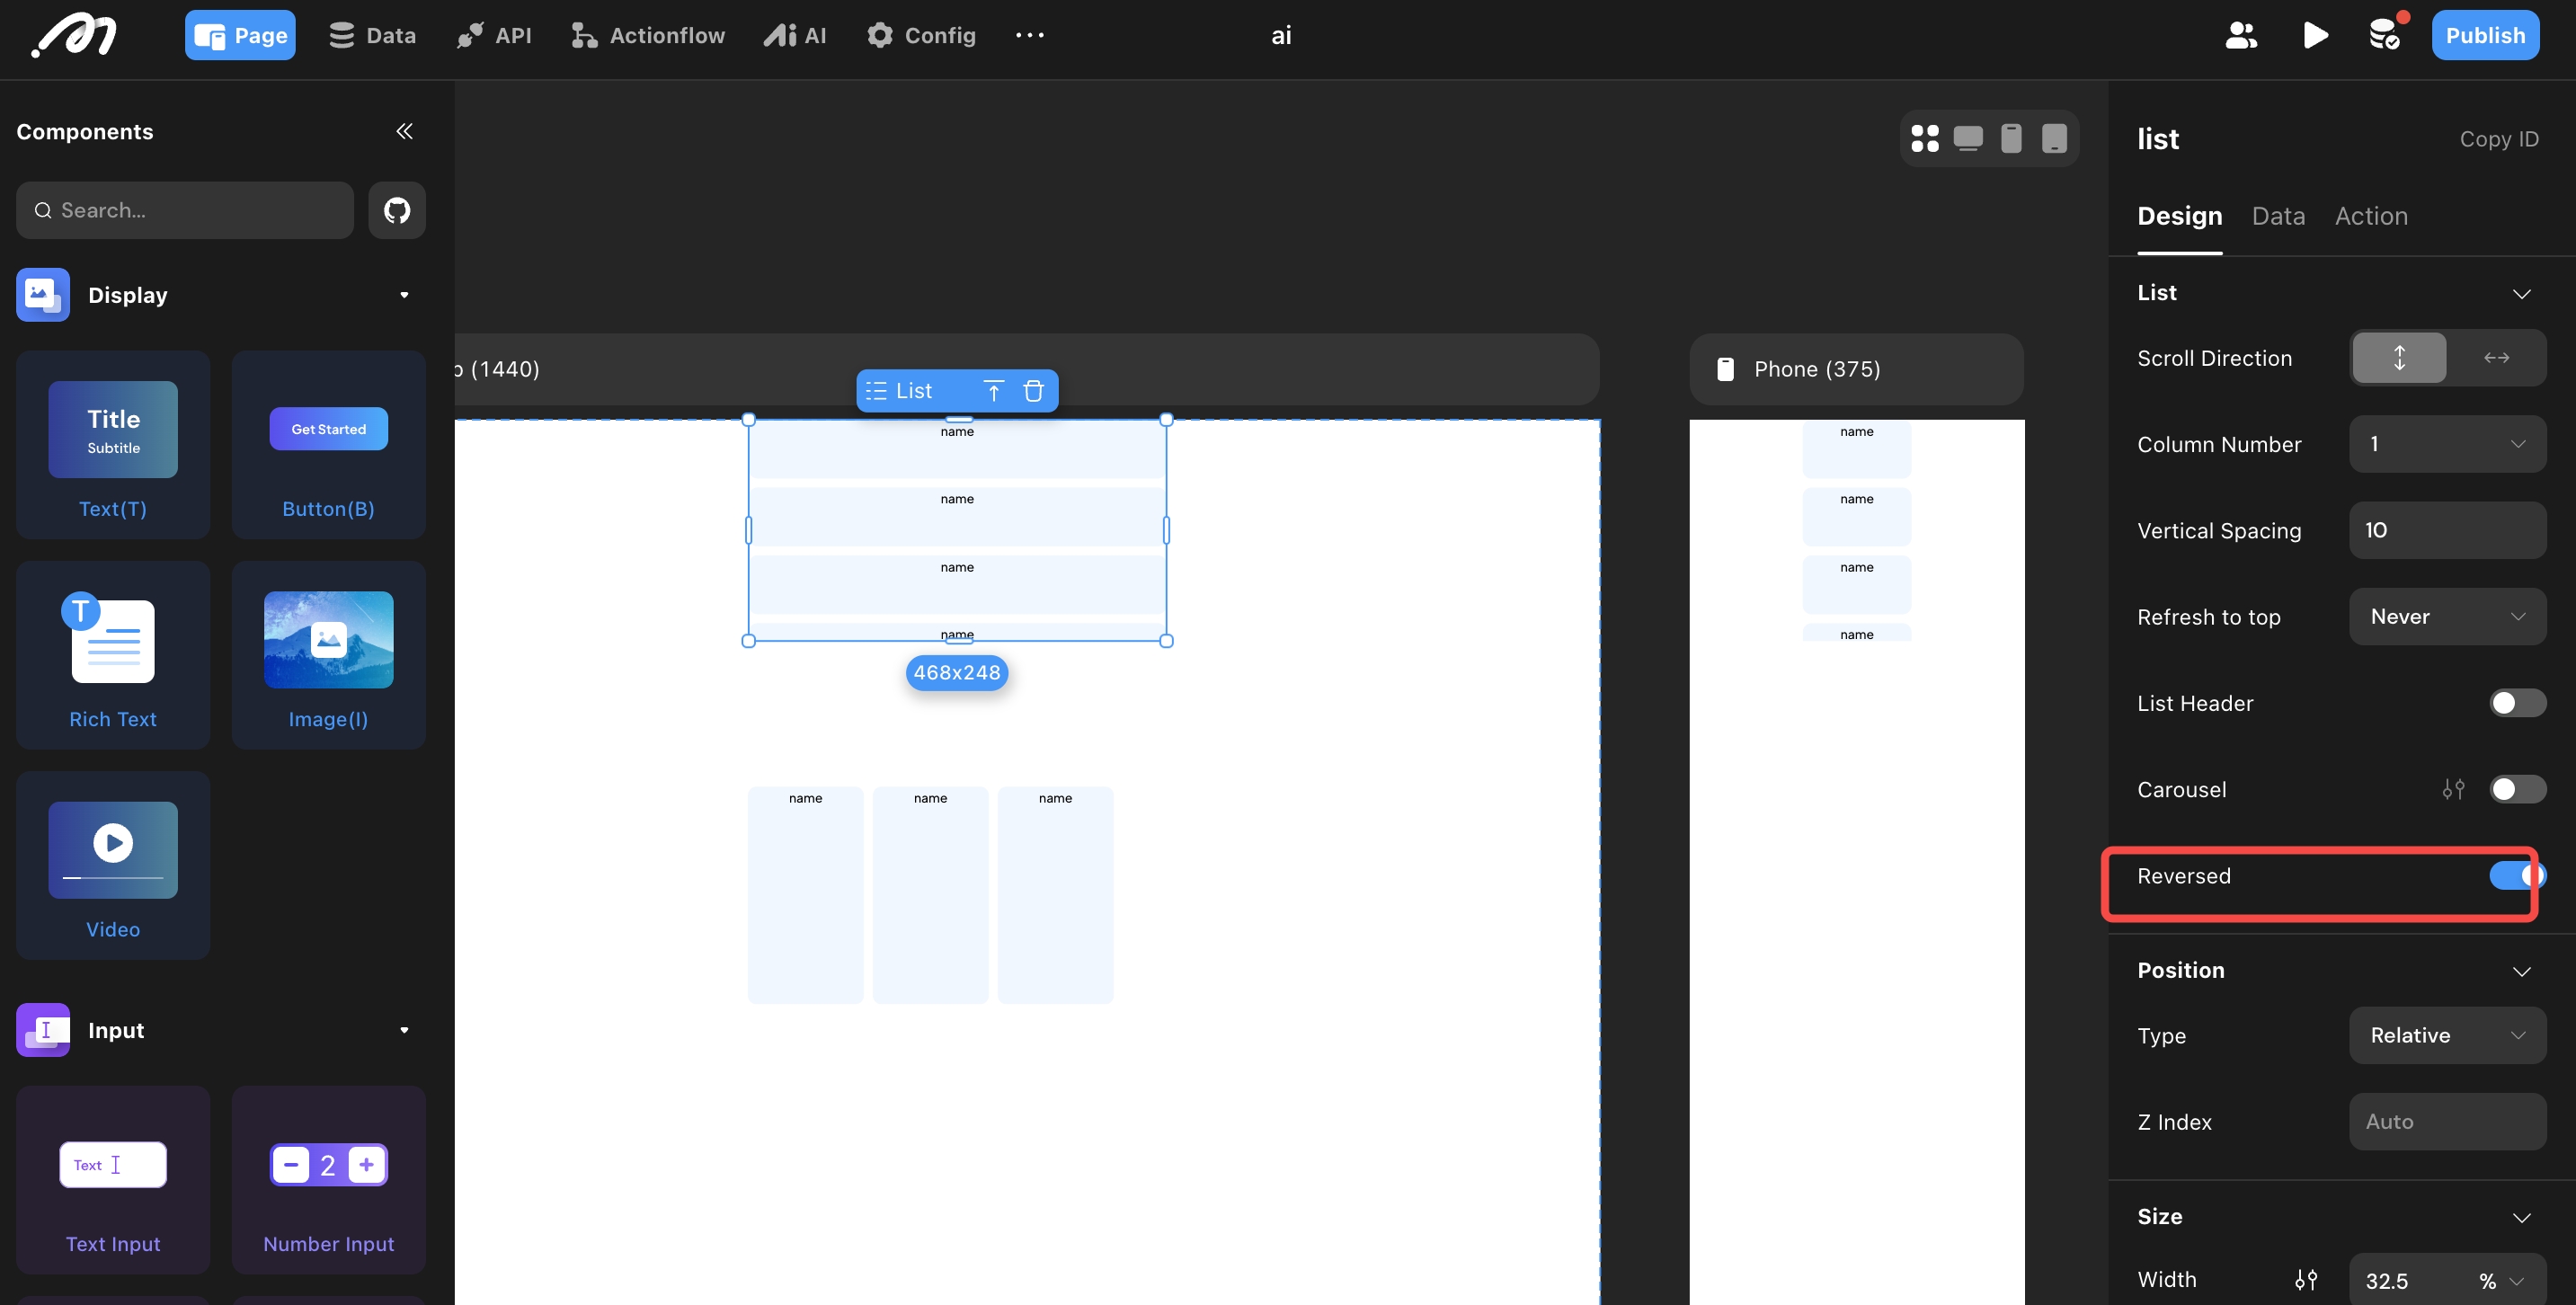 Page
Data
API
Actionflow
AI
Config
ai
Publish
Components
Search...
Display
Title
Subtitle
Text(T)
Get Started
Button(B)
T
Rich Text
Image(I)
Video
Input
Text
Text Input
2
Number Input
(1440)
List
name
name
name
name
468x248
name
name
name
Phone (375)
name
name
name
name
list
Copy ID
Design
Data
Action
List
Scroll Direction
Column Number
1
Vertical Spacing
10
Refresh to top
Never
List Header
Carousel
Reversed
Position
Type
Relative
Z Index
Auto
Size
Width
32.5
%